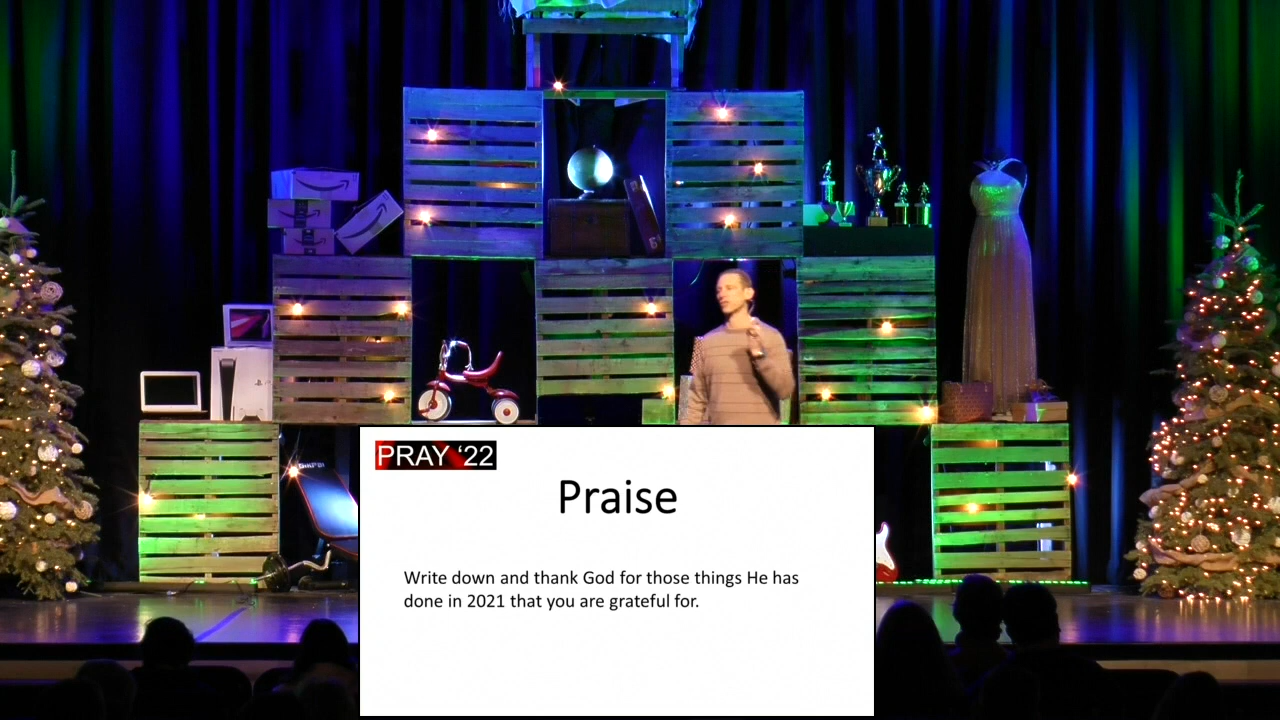 PRAY ‘22
Praise
Write down and thank God for those things He has
done in 2021 that you are grateful for.